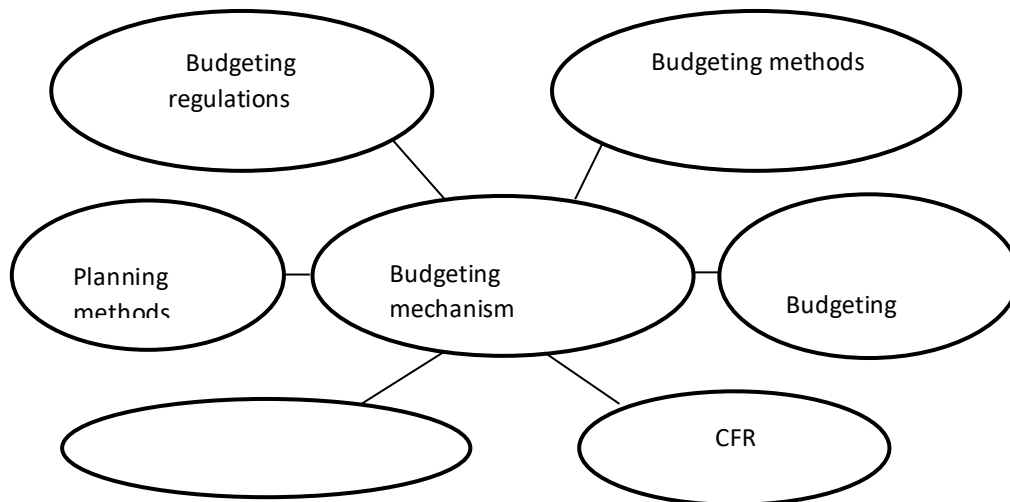 Budgeting
regulations
Budgeting methods
Planning
methods
Budgeting
mechanism
Budgeting
CFR